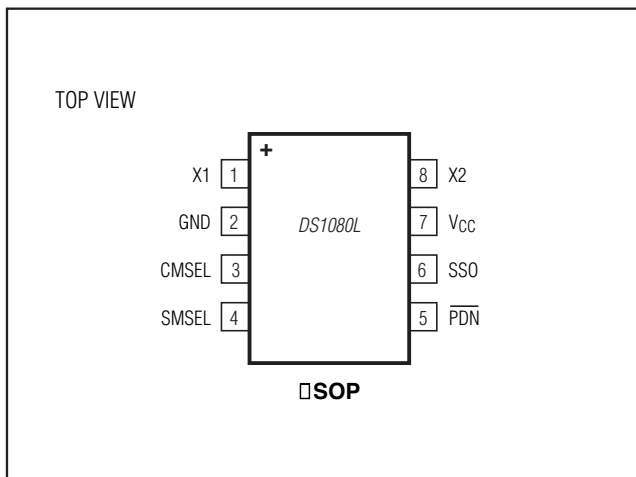 TOP VIEW
+
X1 1 8 X2
GND 2 DS1080L 7 VCC
CMSEL 3 6 SSO
SMSEL 4 5 P̅D̅N̅
▯SOP